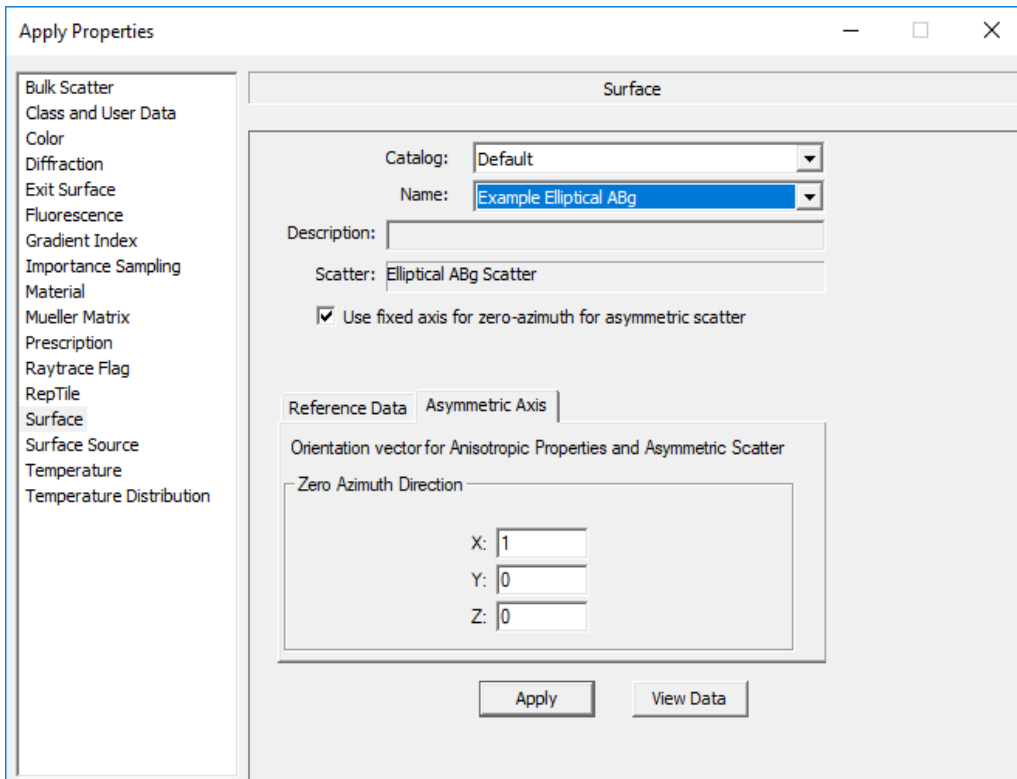 Apply Properties
Bulk Scatter
Class and User Data
Color
Diffraction
Exit Surface
Fluorescence
Gradient Index
Importance Sampling
Material
Mueller Matrix
Prescription
Raytrace Flag
RepTile
Surface
Surface Source
Temperature
Temperature Distribution
Surface
Catalog: Default
Name: Example Elliptical ABg
Description:
Scatter: Elliptical ABg Scatter
Use fixed axis for zero-azimuth for asymmetric scatter
Reference Data Asymmetric Axis
Orientation vector for Anisotropic Properties and Asymmetric Scatter
Zero Azimuth Direction
X: 1
Y: 0
Z: 0
Apply View Data